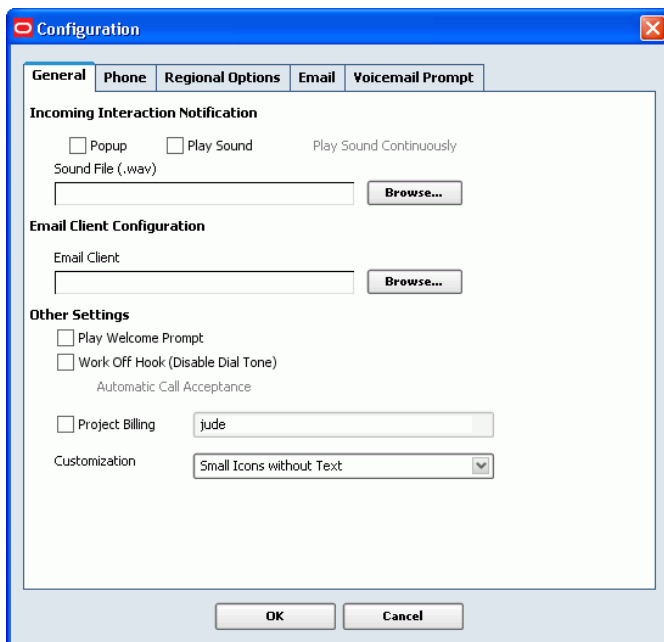 Configuration
General Phone Regional Options Email Voicemail Prompt
Incoming Interaction Notification
Popup Play Sound Play Sound Continuously
Sound File (.wav)
Browse...
Email Client Configuration
Email Client
Browse...
Other Settings
Play Welcome Prompt
Work Off Hook (Disable Dial Tone)
Automatic Call Acceptance
Project Billing jude
Customization Small Icons without Text
OK Cancel